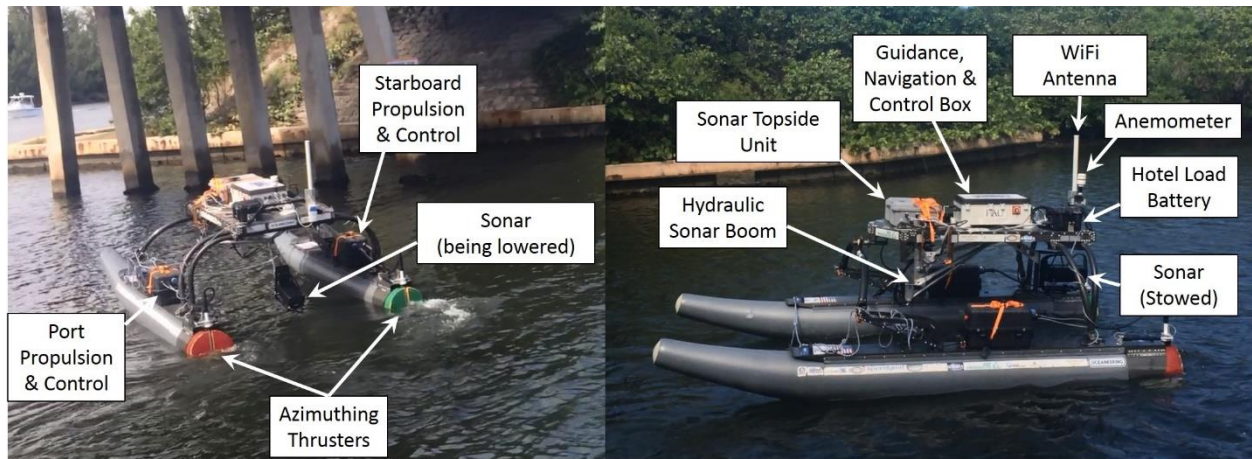 Starboard
Propulsion
& Control
Sonar
(being lowered)
Port
Propulsion
& Control
Azimuthing
Thrusters
Guidance,
Navigation &
Control Box
WiFi
Antenna
Sonar Topside
Unit
Anemometer
Hotel Load
Battery
Hydraulic
Sonar Boom
Sonar
(Stowed)
FAU